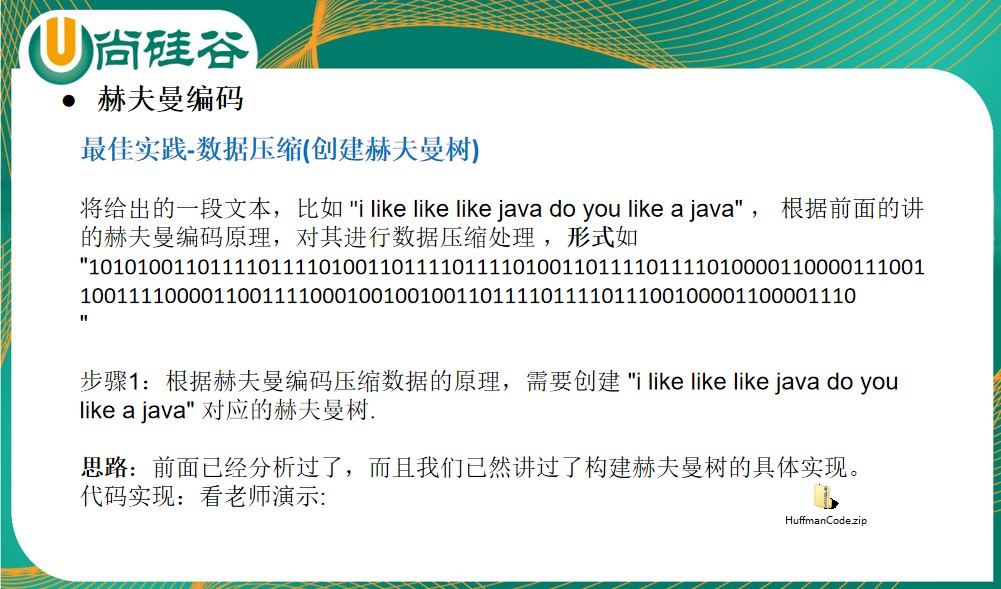 尚硅谷
● 赫夫曼编码
最佳实践-数据压缩(创建赫夫曼树)
将给出的一段文本，比如 "i like like like java do you like a java" ， 根据前面的讲
的赫夫曼编码原理，对其进行数据压缩处理 ，形式如
"101010011011110111101001101111011110100110111101111010000110000111001
1001111000011001111000100100100110111101111011100100001100001110
"
步骤1：根据赫夫曼编码压缩数据的原理，需要创建 "i like like like java do you
like a java" 对应的赫夫曼树.
思路：前面已经分析过了，而且我们已然讲过了构建赫夫曼树的具体实现。
代码实现：看老师演示:
HuffmanCode.zip